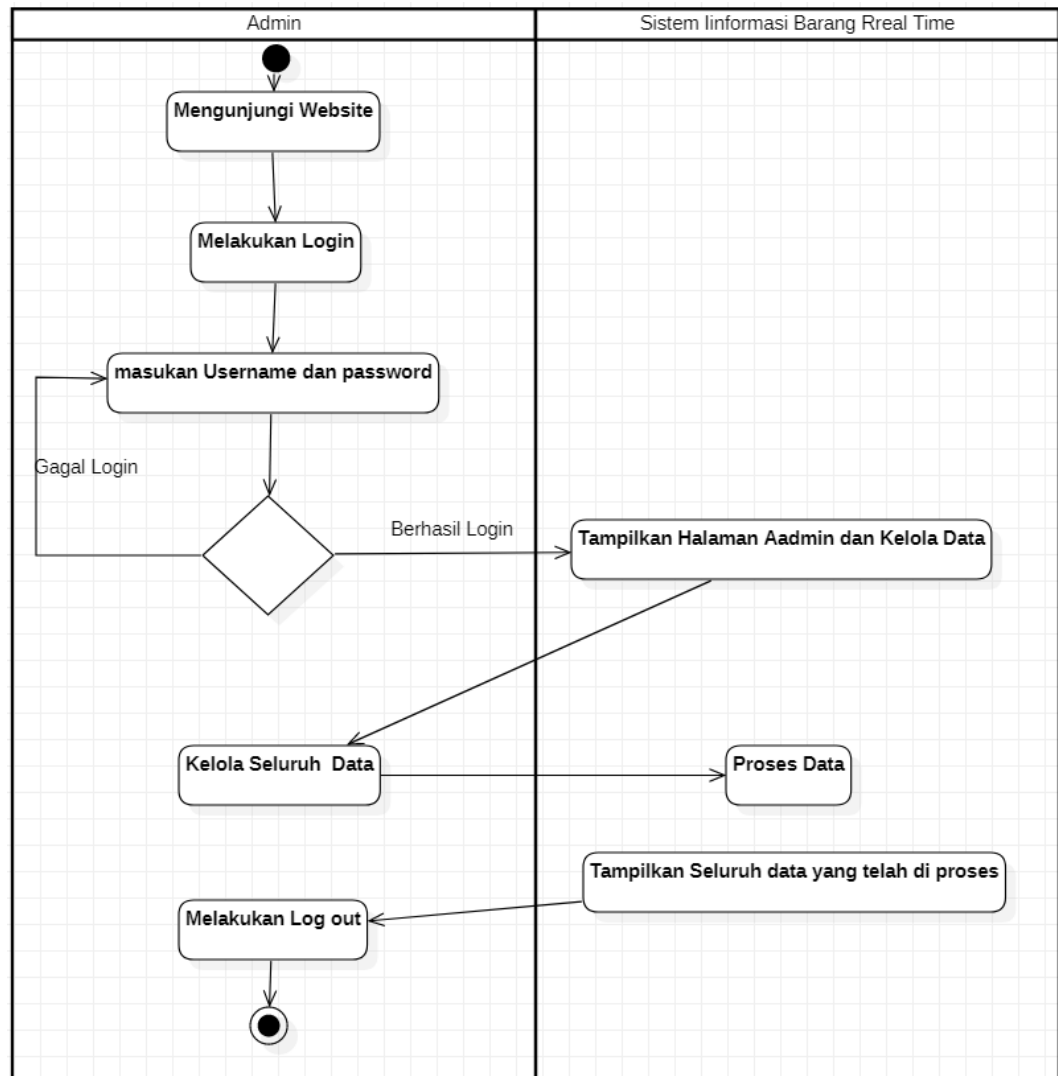 Admin
Sistem Iinformasi Barang Rreal Time
Mengunjungi Website
Melakukan Login
masukan Username dan password
Gagal Login
Berhasil Login
Tampilkan Halaman Aadmin dan Kelola Data
Kelola Seluruh Data
Proses Data
Tampilkan Seluruh data yang telah di proses
Melakukan Log out